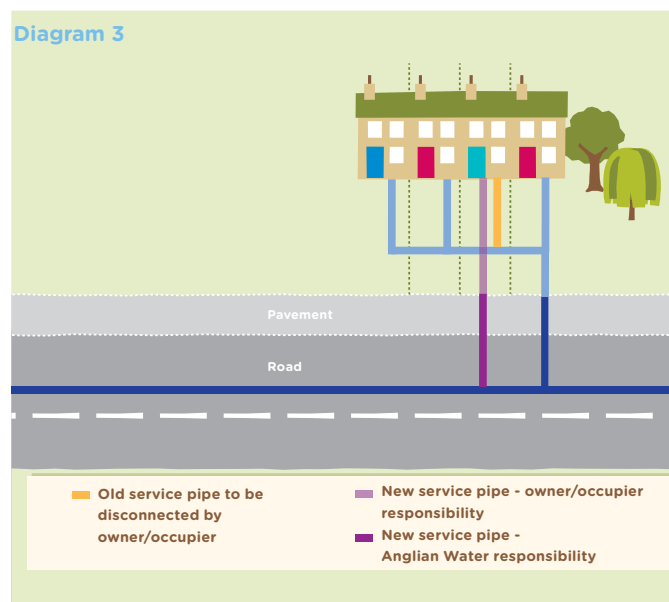 Diagram 3
Pavement
Road
Old service pipe to be
disconnected by
owner/occupier
New service pipe - owner/occupier
responsibility
New service pipe -
Anglian Water responsibility